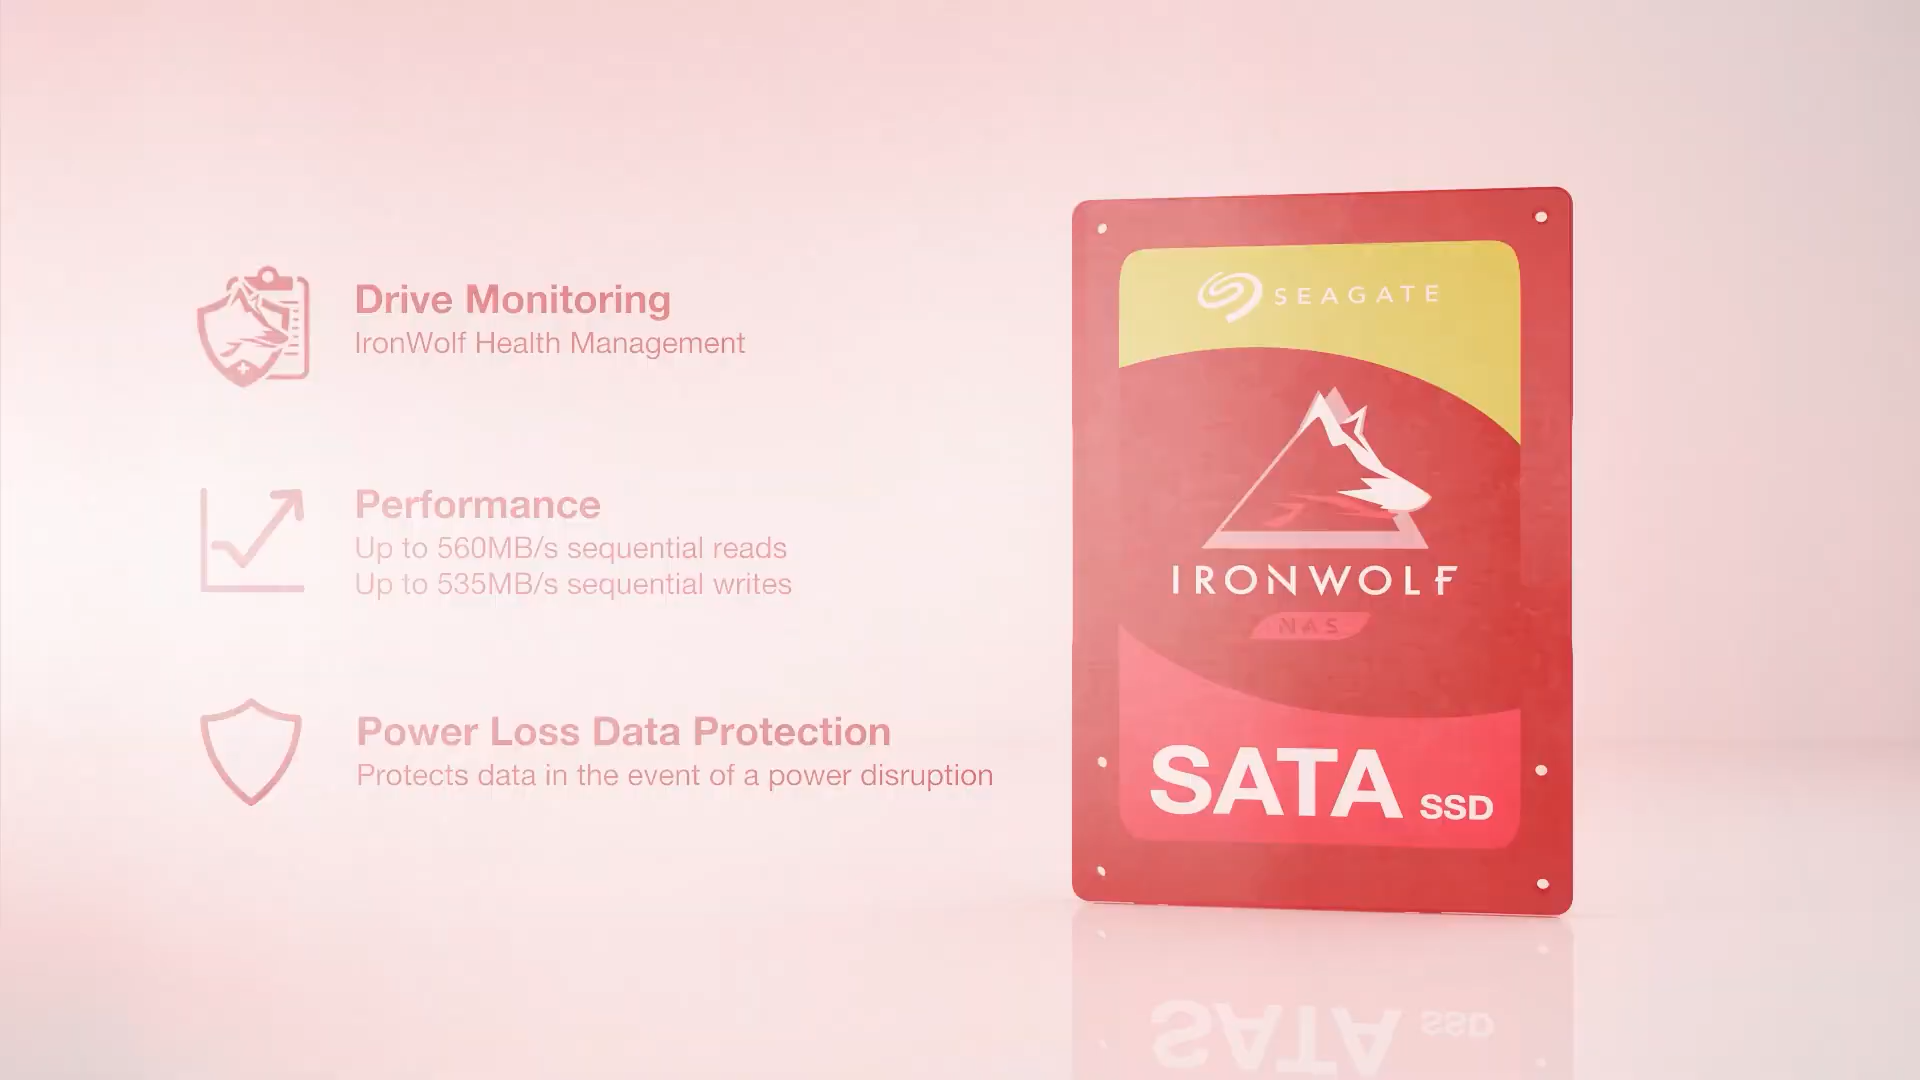 Drive Monitoring
IronWolf Health Management
Performance
Up to 560MB/s sequential reads
Up to 535MB/s sequential writes
Power Loss Data Protection
Protects data in the event of a power disruption
SEAGATE
IRONWOLF
NAS
SATA SSD